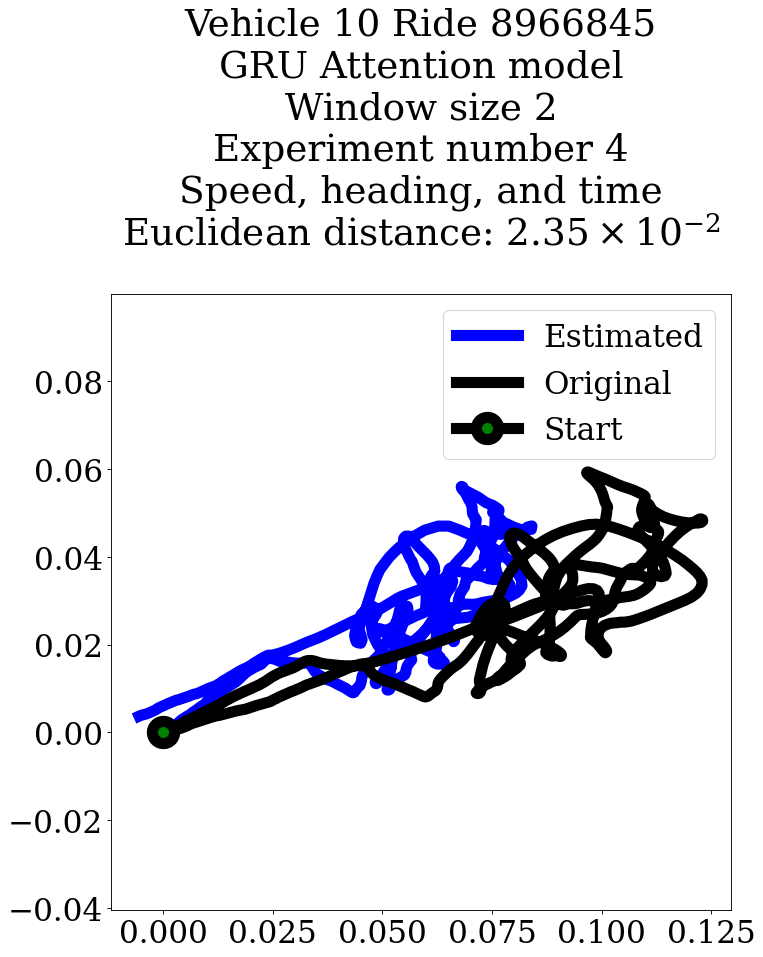 Vehicle 10 Ride 8966845
GRU Attention model
Window size 2
Experiment number 4
Speed, heading, and time
Euclidean distance: 2.35 × 10⁻²
Estimated
Original
Start
0.08
0.06
0.04
0.02
0.00
−0.02
−0.04
0.000 0.025 0.050 0.075 0.100 0.125